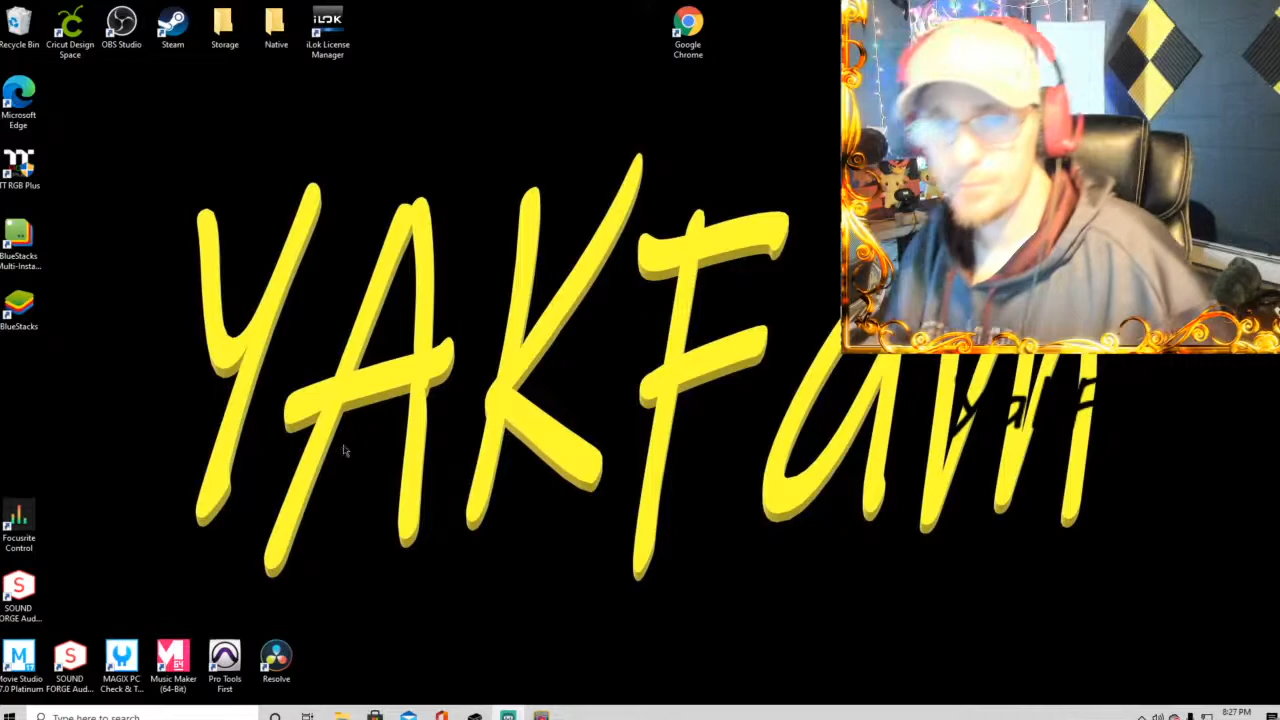 Recycle Bin
Cricut Design
Space
OBS Studio
Steam
Storage
Native
iLOK
iLok License
Manager
Google
Chrome
Microsoft
Edge
TT RGB Plus
BlueStacks
Multi-Insta...
BlueStacks
YAKFam
Focusrite
Control
SOUND
FORGE Aud...
Movie Studio
7.0 Platinum
SOUND
FORGE Aud...
MAGIX PC
Check & T...
Music Maker
(64-Bit)
Pro Tools
First
Resolve
Type here to search
8:27 PM